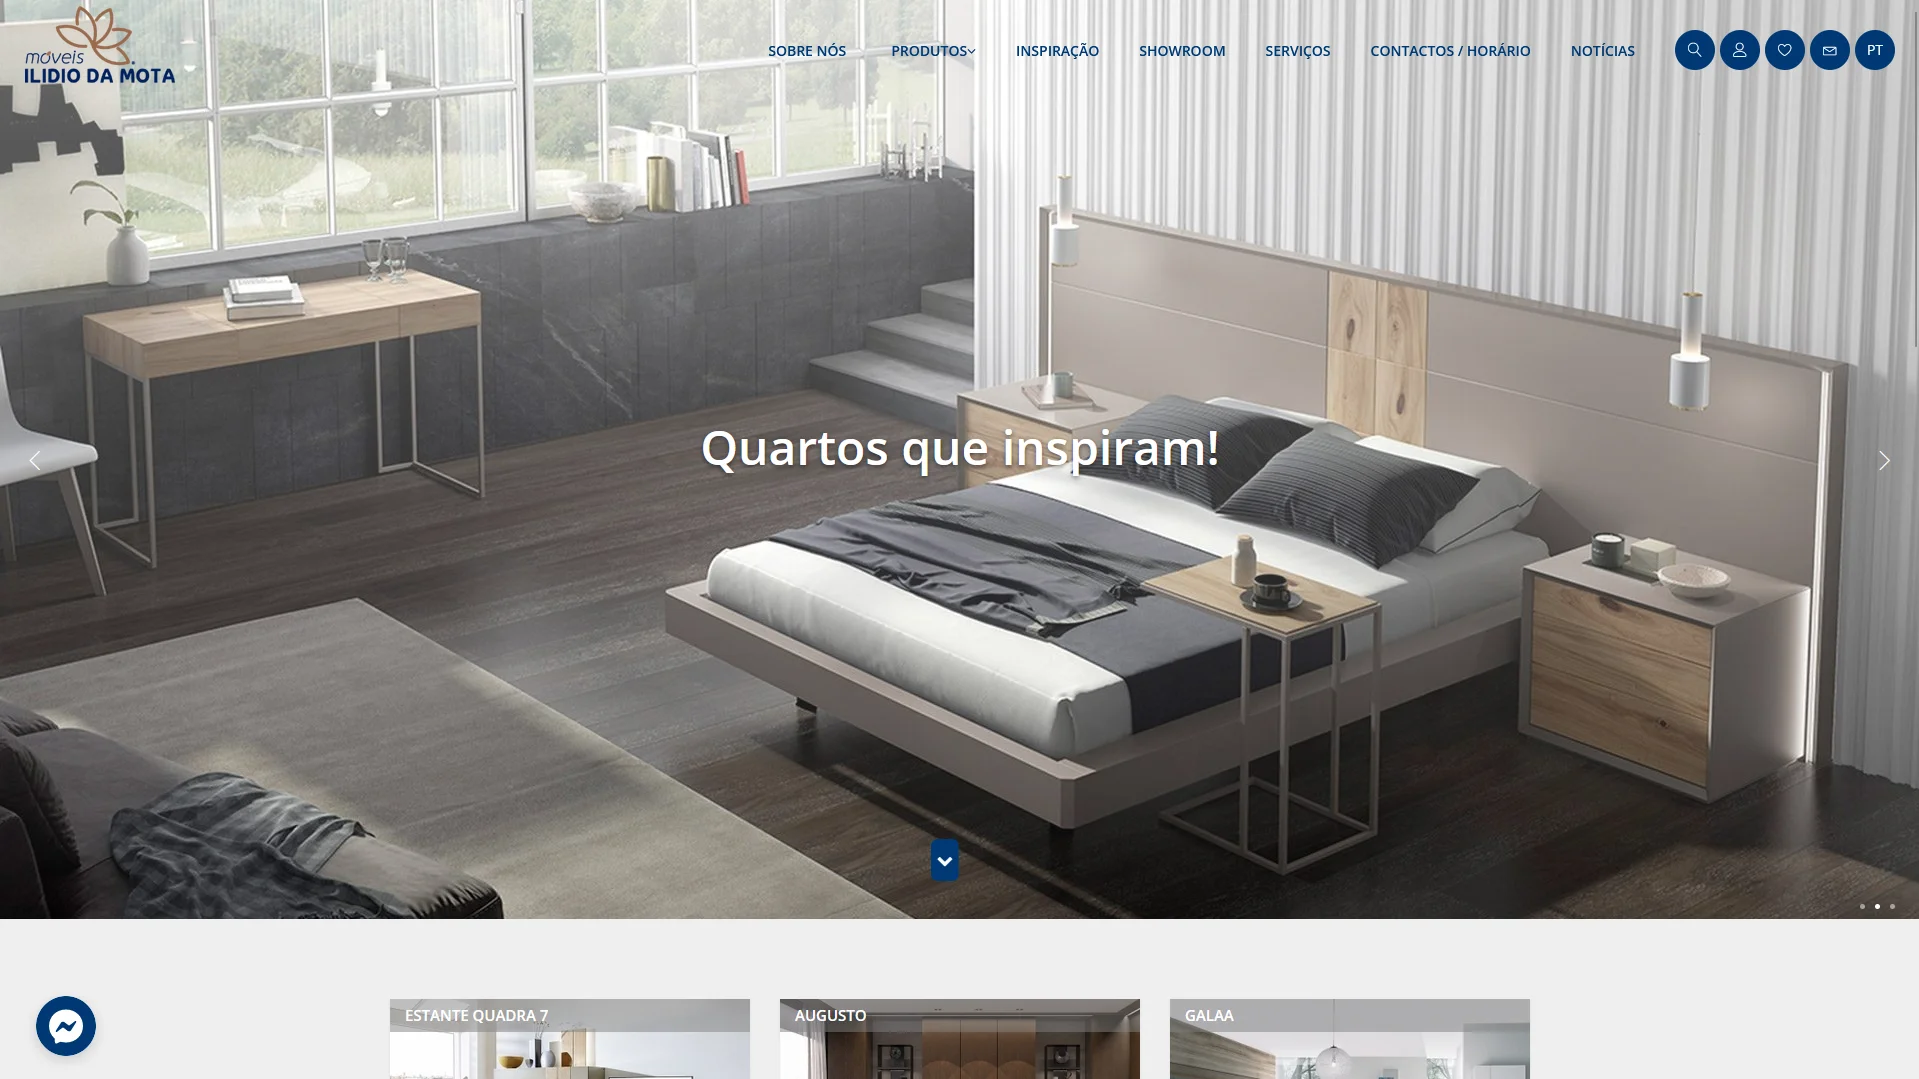 móveis
ILIDIO DA MOTA
SOBRE NÓS
PRODUTOS
INSPIRAÇÃO
SHOWROOM
SERVIÇOS
CONTACTOS / HORÁRIO
NOTÍCIAS
PT
Quartos que inspiram!
ESTANTE QUADRA 7
AUGUSTO
GALAA